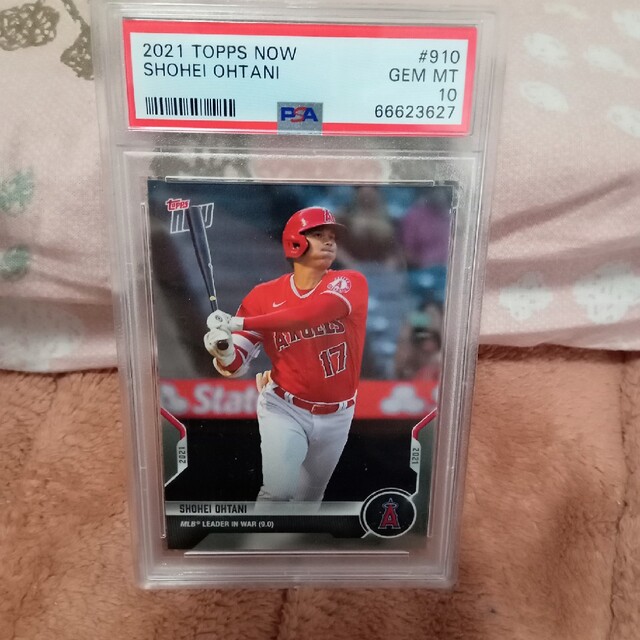 2021 TOPPS NOW #910
SHOHEI OHTANI GEM MT
10
PSA 66623627
TOPPS
NOW
A
A
ANGELS
17
State
2021
2021
SHOHEI OHTANI
MLB® LEADER IN WAR (9.0)
A